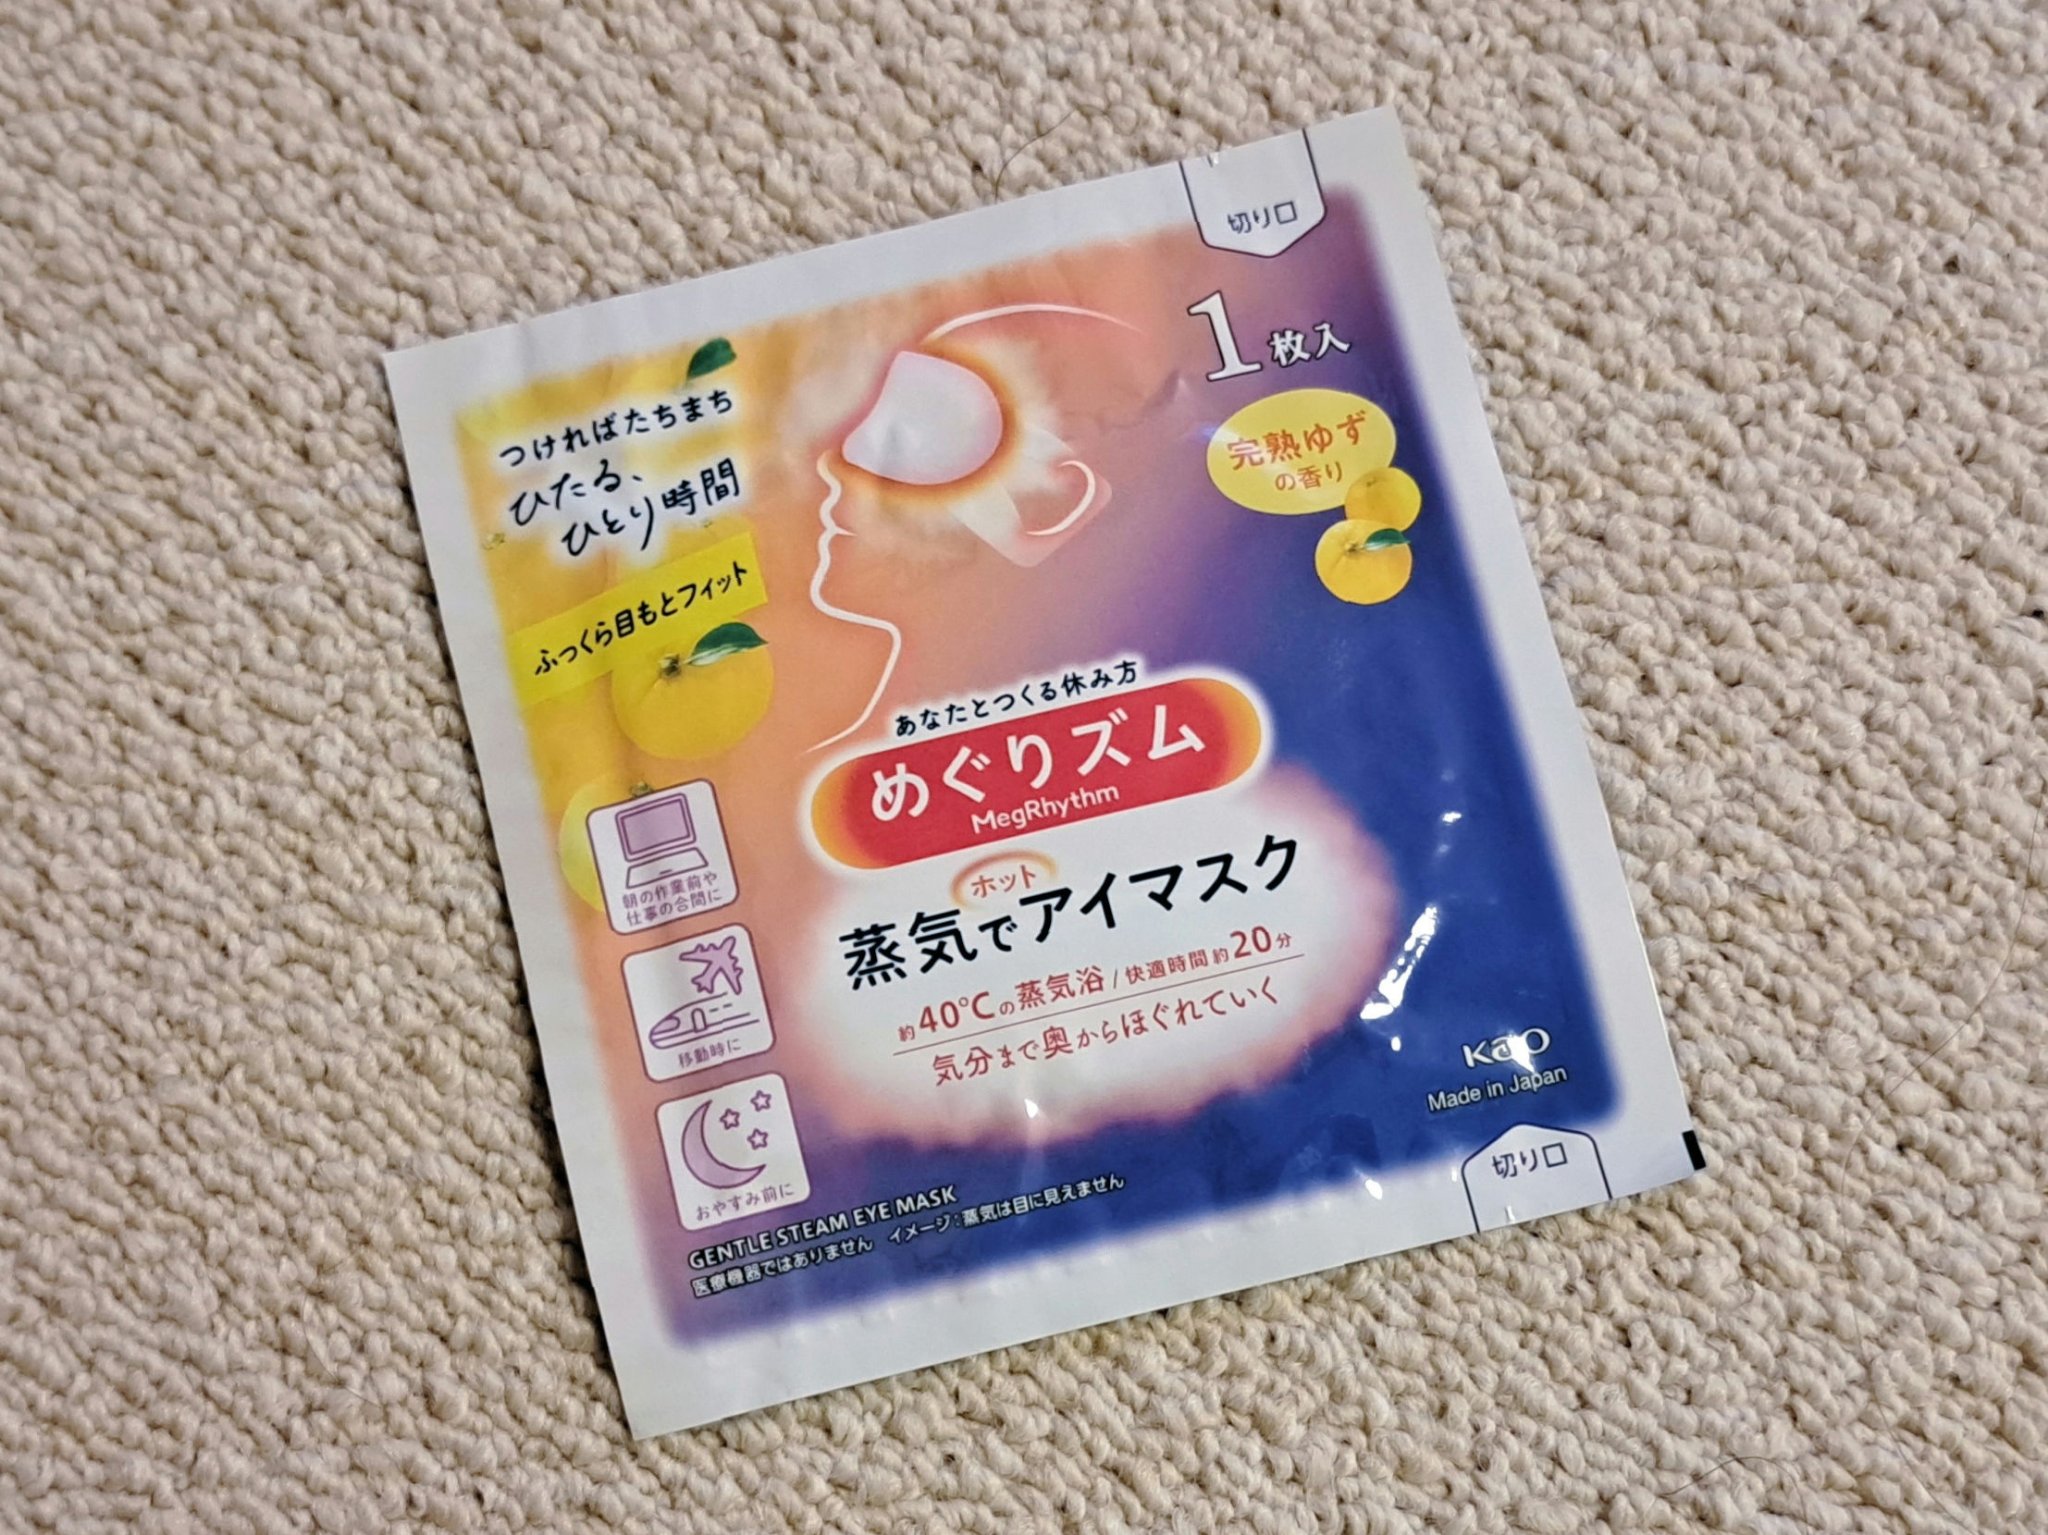 切り口
1枚入
完熟ゆず
の香り
つければたちまち
ひたる、
ひとり時間
ふっくら目もとフィット
あなたとつくる休み方
めぐりズム
MegRhythm
ホット
蒸気でアイマスク
約40℃の蒸気浴/快適時間約20分
気分まで奥からほぐれていく
朝の作業前や
仕事の合間に
移動時に
おやすみ前に
Kao
Made in Japan
GENTLE STEAM EYE MASK
医療機器ではありません イメージ:蒸気は目に見えません
切り口